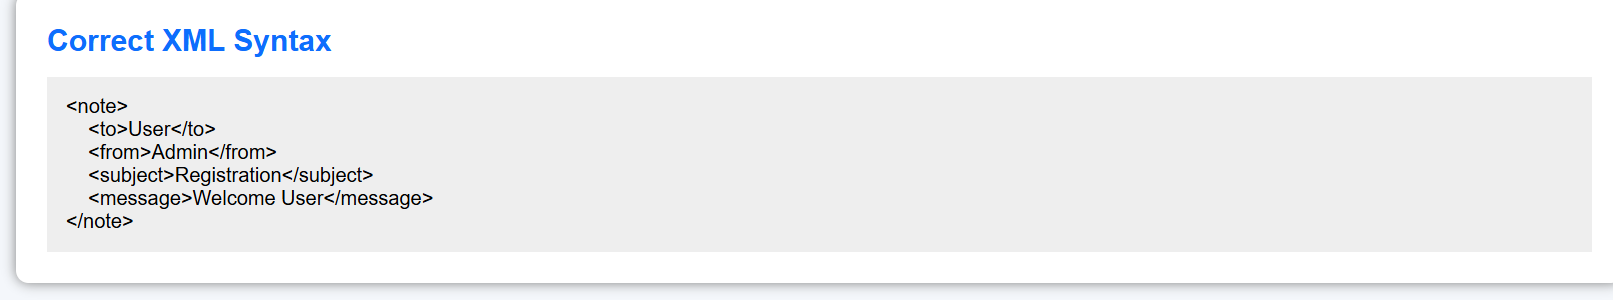 Correct XML Syntax
<note>
<to>User</to>
<from>Admin</from>
<subject>Registration</subject>
<message>Welcome User</message>
</note>